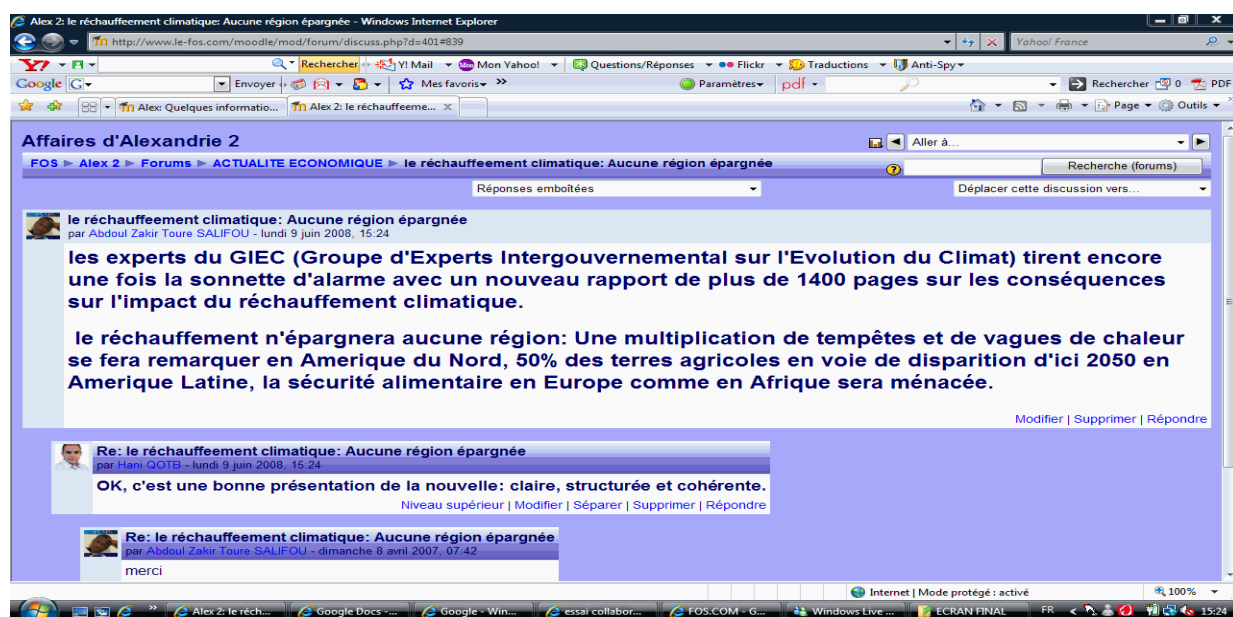 Alex 2: le réchauffeement climatique: Aucune région épargnée - Windows Internet Explorer
http://www.le-fos.com/moodle/mod/forum/discuss.php?d=401#839 Yahoo! France
Rechercher Y! Mail Mon Yahoo! Questions/Réponses Flickr Traductions Anti-Spy
Google G Envoyer Mes favoris Paramètres pdf Rechercher 0 PDF
Alex: Quelques informatio... Alex 2: le réchauffeeme... X Page Outils
Affaires d'Alexandrie 2 Aller à...
FOS ► Alex 2 ► Forums ► ACTUALITE ECONOMIQUE ► le réchauffeement climatique: Aucune région épargnée Recherche (forums)
Réponses emboîtées Déplacer cette discussion vers...
le réchauffeement climatique: Aucune région épargnée
par Abdoul Zakir Toure SALIFOU - lundi 9 juin 2008, 15:24
les experts du GIEC (Groupe d'Experts Intergouvernemental sur l'Evolution du Climat) tirent encore
une fois la sonnette d'alarme avec un nouveau rapport de plus de 1400 pages sur les conséquences
sur l'impact du réchauffement climatique.
le réchauffement n'épargnera aucune région: Une multiplication de tempêtes et de vagues de chaleur
se fera remarquer en Amerique du Nord, 50% des terres agricoles en voie de disparition d'ici 2050 en
Amerique Latine, la sécurité alimentaire en Europe comme en Afrique sera ménacée.
Modifier | Supprimer | Répondre
Re: le réchauffeement climatique: Aucune région épargnée
par Hani QOTB - lundi 9 juin 2008, 15:24
OK, c'est une bonne présentation de la nouvelle: claire, structurée et cohérente.
Niveau supérieur | Modifier | Séparer | Supprimer | Répondre
Re: le réchauffeement climatique: Aucune région épargnée
par Abdoul Zakir Toure SALIFOU - dimanche 8 avril 2007, 07:42
merci
Internet | Mode protégé : activé 100%
Alex 2: le réch... Google Docs -... Google - Win... essai collabor... FOS.COM - G... Windows Live ... ECRAN FINAL FR 15:24